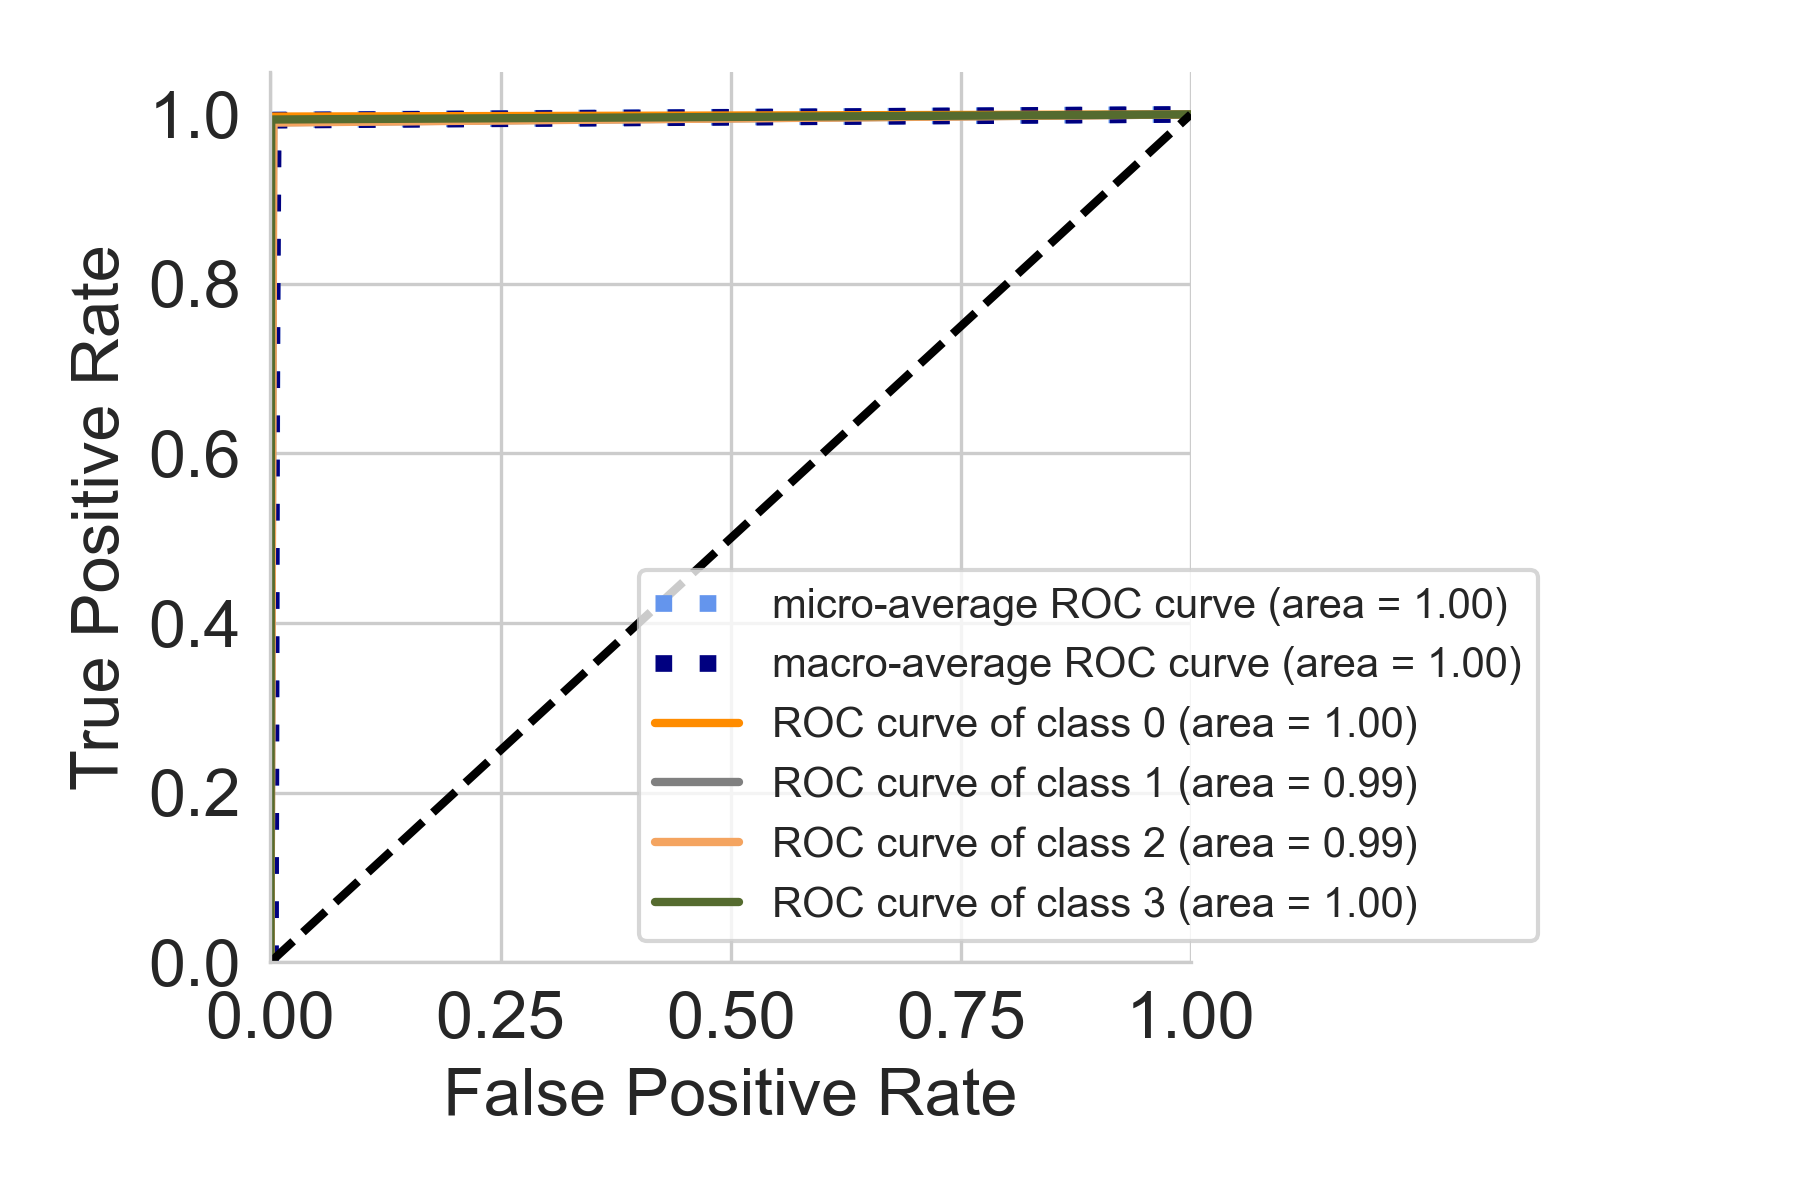 True Positive Rate
1.0
0.8
0.6
0.4
0.2
0.0
0.00 0.25 0.50 0.75 1.00
False Positive Rate
micro-average ROC curve (area = 1.00)
macro-average ROC curve (area = 1.00)
ROC curve of class 0 (area = 1.00)
ROC curve of class 1 (area = 0.99)
ROC curve of class 2 (area = 0.99)
ROC curve of class 3 (area = 1.00)